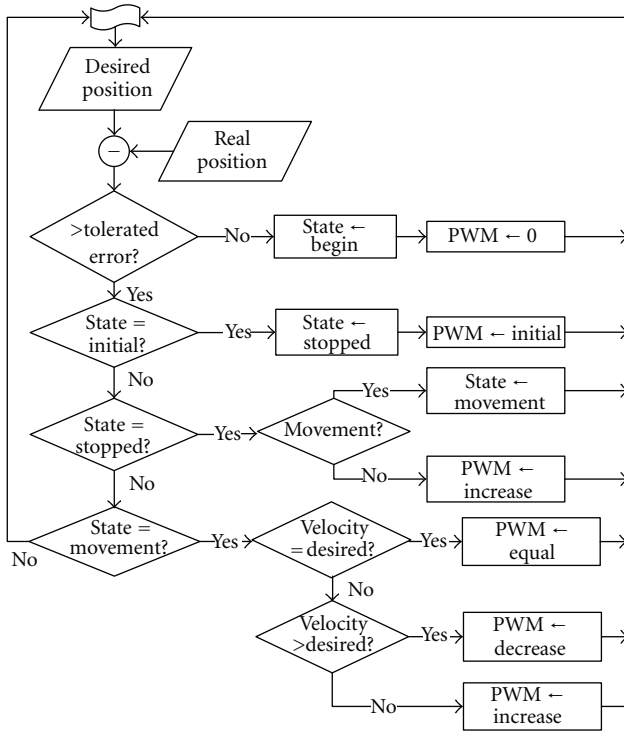 Desired
position
−
Real
position
>tolerated
error?
No
State ←
begin
PWM ← 0
Yes
State =
initial?
Yes
State ←
stopped
PWM ← initial
No
State =
stopped?
Yes
Movement?
Yes
State ←
movement
No
PWM ←
increase
No
State =
movement?
No
Yes
Velocity
= desired?
Yes
PWM ←
equal
No
Velocity
>desired?
Yes
PWM ←
decrease
No
PWM ←
increase